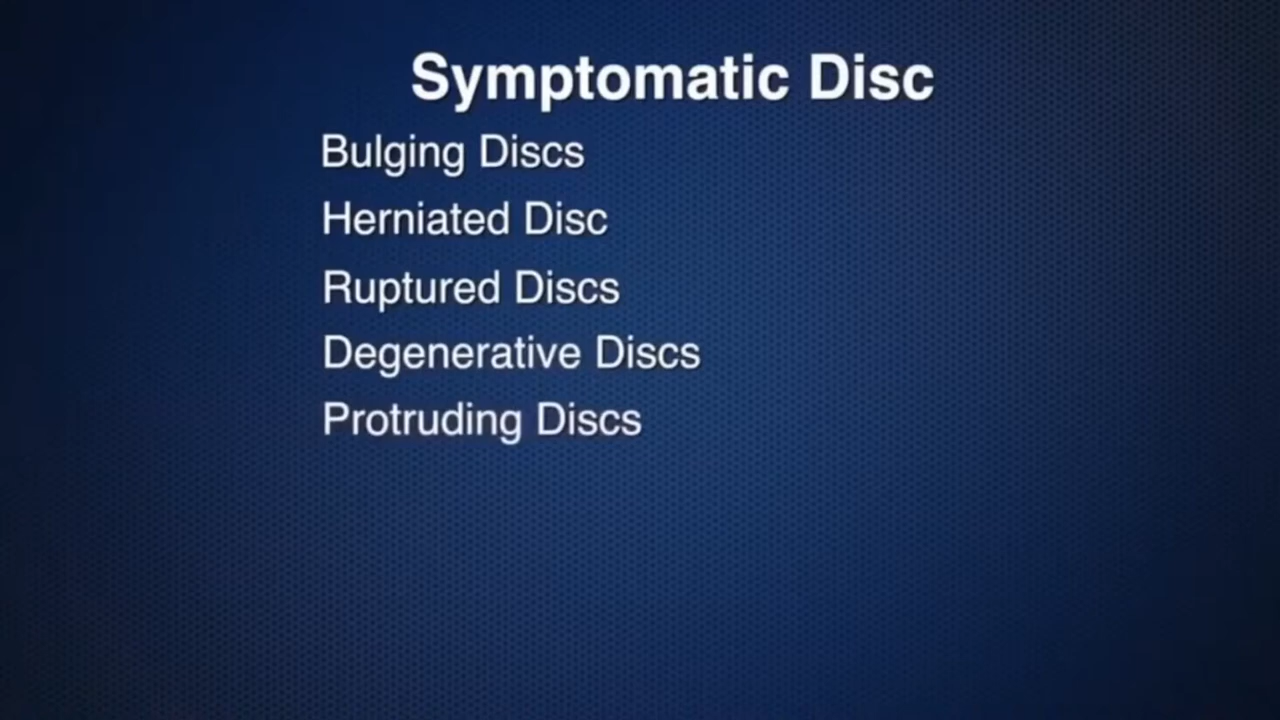 Symptomatic Disc
Bulging Discs
Herniated Disc
Ruptured Discs
Degenerative Discs
Protruding Discs